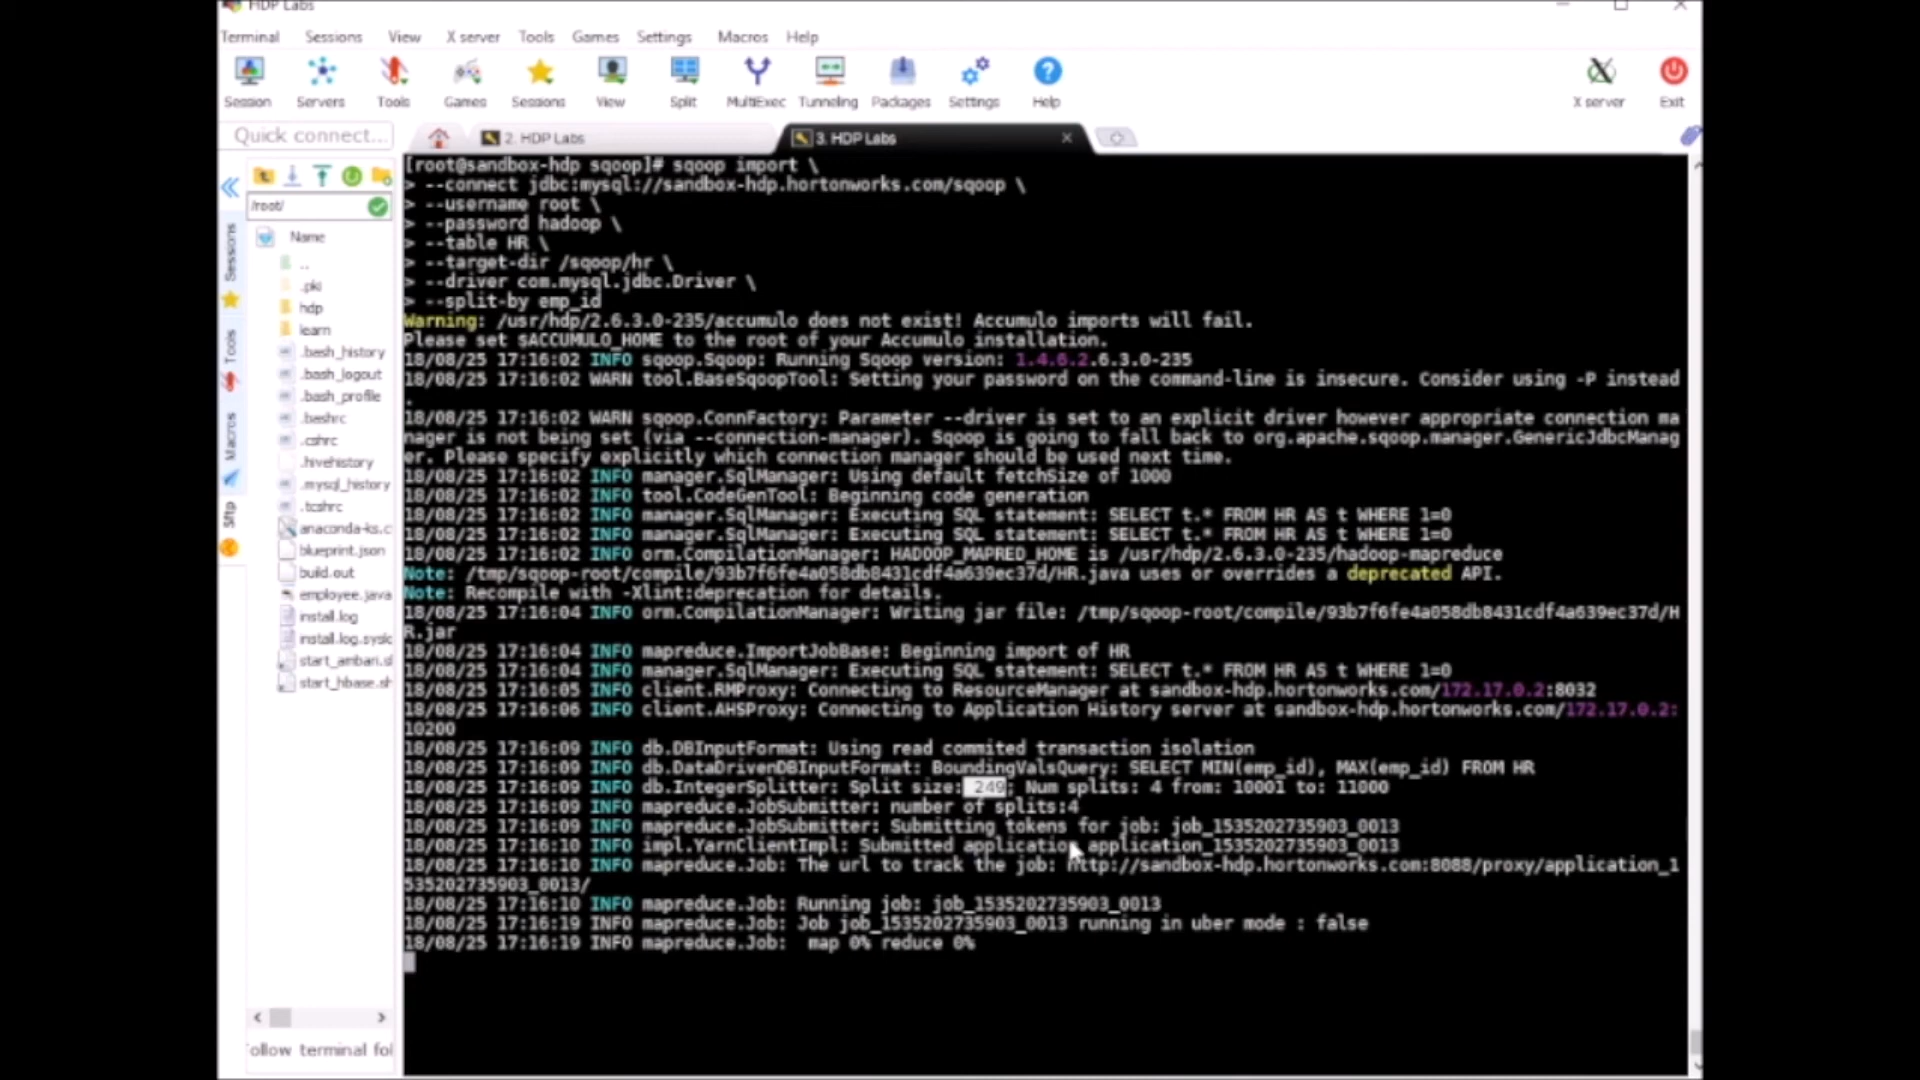 HDP Labs
Terminal Sessions View X server Tools Games Settings Macros Help
Session Servers Tools Games Sessions View Split MultiExec Tunneling Packages Settings Help X server Exit
Quick connect...
2. HDP Labs
3. HDP Labs
/root/
Name
..
.pki
hdp
learn
.bash_history
.bash_logout
.bash_profile
.bashrc
.cshrc
.hivehistory
.mysql_history
.tcshrc
anaconda-ks.c
blueprint.json
build.out
employee.java
install.log
install.log.syslo
start_ambari.sl
start_hbase.sh
Sessions
Tools
Macros
Sftp
ollow terminal fol
[root@sandbox-hdp sqoop]# sqoop import \
> --connect jdbc:mysql://sandbox-hdp.hortonworks.com/sqoop \
> --username root \
> --password hadoop \
> --table HR \
> --target-dir /sqoop/hr \
> --driver com.mysql.jdbc.Driver \
> --split-by emp_id
Warning: /usr/hdp/2.6.3.0-235/accumulo does not exist! Accumulo imports will fail.
Please set $ACCUMULO_HOME to the root of your Accumulo installation.
18/08/25 17:16:02 INFO sqoop.Sqoop: Running Sqoop version: 1.4.6.2.6.3.0-235
18/08/25 17:16:02 WARN tool.BaseSqoopTool: Setting your password on the command-line is insecure. Consider using -P instead
.
18/08/25 17:16:02 WARN sqoop.ConnFactory: Parameter --driver is set to an explicit driver however appropriate connection ma
nager is not being set (via --connection-manager). Sqoop is going to fall back to org.apache.sqoop.manager.GenericJdbcManag
er. Please specify explicitly which connection manager should be used next time.
18/08/25 17:16:02 INFO manager.SqlManager: Using default fetchSize of 1000
18/08/25 17:16:02 INFO tool.CodeGenTool: Beginning code generation
18/08/25 17:16:02 INFO manager.SqlManager: Executing SQL statement: SELECT t.* FROM HR AS t WHERE 1=0
18/08/25 17:16:02 INFO manager.SqlManager: Executing SQL statement: SELECT t.* FROM HR AS t WHERE 1=0
18/08/25 17:16:02 INFO orm.CompilationManager: HADOOP_MAPRED_HOME is /usr/hdp/2.6.3.0-235/hadoop-mapreduce
Note: /tmp/sqoop-root/compile/93b7f6fe4a058db8431cdf4a639ec37d/HR.java uses or overrides a deprecated API.
Note: Recompile with -Xlint:deprecation for details.
18/08/25 17:16:04 INFO orm.CompilationManager: Writing jar file: /tmp/sqoop-root/compile/93b7f6fe4a058db8431cdf4a639ec37d/H
R.jar
18/08/25 17:16:04 INFO mapreduce.ImportJobBase: Beginning import of HR
18/08/25 17:16:04 INFO manager.SqlManager: Executing SQL statement: SELECT t.* FROM HR AS t WHERE 1=0
18/08/25 17:16:05 INFO client.RMProxy: Connecting to ResourceManager at sandbox-hdp.hortonworks.com/172.17.0.2:8032
18/08/25 17:16:06 INFO client.AHSProxy: Connecting to Application History server at sandbox-hdp.hortonworks.com/172.17.0.2:
10200
18/08/25 17:16:09 INFO db.DBInputFormat: Using read commited transaction isolation
18/08/25 17:16:09 INFO db.DataDrivenDBInputFormat: BoundingValsQuery: SELECT MIN(emp_id), MAX(emp_id) FROM HR
18/08/25 17:16:09 INFO db.IntegerSplitter: Split size: 249; Num splits: 4 from: 10001 to: 11000
18/08/25 17:16:09 INFO mapreduce.JobSubmitter: number of splits:4
18/08/25 17:16:09 INFO mapreduce.JobSubmitter: Submitting tokens for job: job_1535202735903_0013
18/08/25 17:16:10 INFO impl.YarnClientImpl: Submitted application application_1535202735903_0013
18/08/25 17:16:10 INFO mapreduce.Job: The url to track the job: http://sandbox-hdp.hortonworks.com:8088/proxy/application_1
535202735903_0013/
18/08/25 17:16:10 INFO mapreduce.Job: Running job: job_1535202735903_0013
18/08/25 17:16:19 INFO mapreduce.Job: Job job_1535202735903_0013 running in uber mode : false
18/08/25 17:16:19 INFO mapreduce.Job:  map 0% reduce 0%